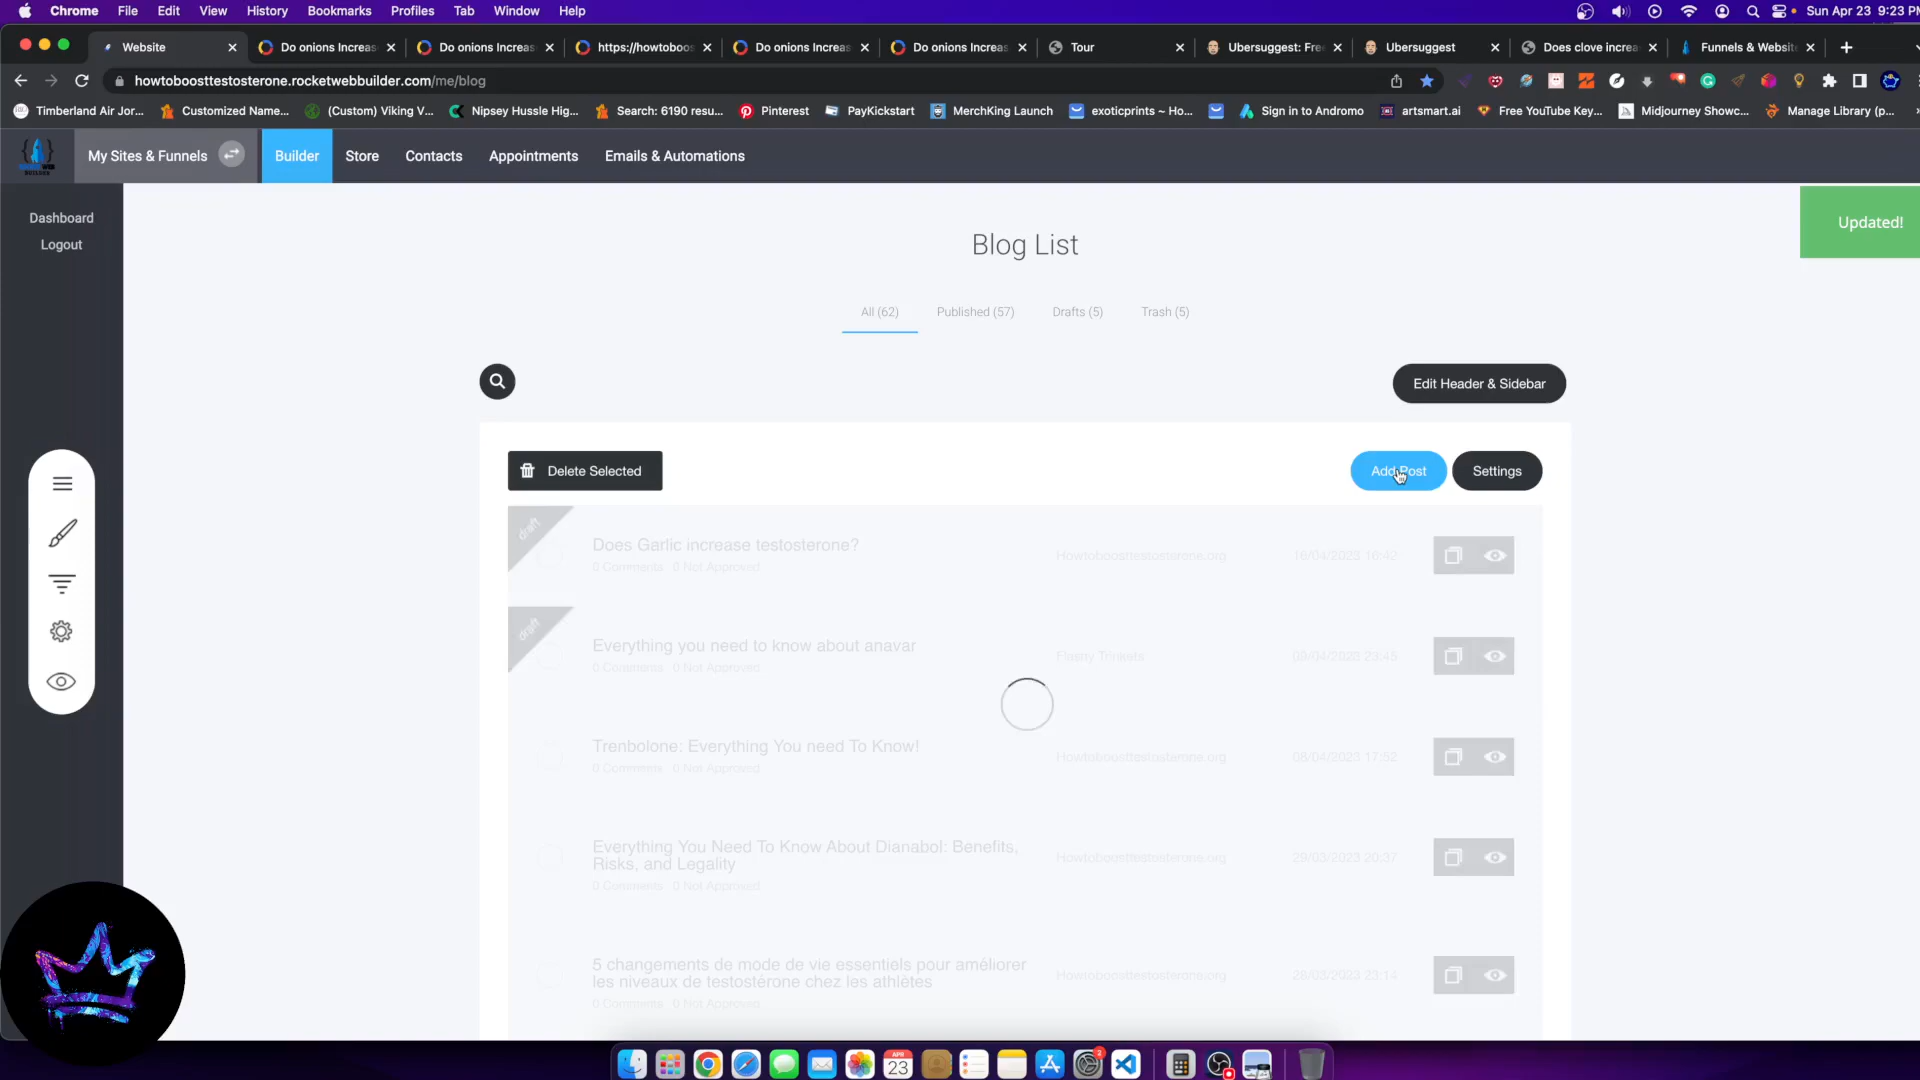 Chrome File Edit View History Bookmarks Profiles Tab Window Help Sun Apr 23 9:23 PM
Website Do onions Increas Do onions Increas https://howtoboos Do onions Increas Do onions Increas Tour Ubersuggest: Fre Ubersuggest Does clove increa Funnels & Websit
howtoboosttestosterone.rocketwebbuilder.com/me/blog
Timberland Air Jor... Customized Name... (Custom) Viking V... Nipsey Hussle Hig... Search: 6190 resu... Pinterest PayKickstart MerchKing Launch exoticprints ~ Ho... Sign in to Andromo artsmart.ai Free YouTube Key... Midjourney Showc... Manage Library (p...
My Sites & Funnels Builder Store Contacts Appointments Emails & Automations
Dashboard
Logout
Updated!
Blog List
All (62) Published (57) Drafts (5) Trash (5)
Edit Header & Sidebar
Delete Selected Add Post Settings
draft
Does Garlic increase testosterone? Howtoboosttestosterone.org 16/04/2023 16:42
0 Comments 0 Not Approved
draft
Everything you need to know about anavar Flashy Trinkets 23:45
0 Comments 0 Not Approved
Trenbolone: Everything You need To Know! Howtoboosttestosterone.org 08/04/2023 17:52
0 Comments 0 Not Approved
Everything You Need To Know About Dianabol: Benefits,
Risks, and Legality Howtoboosttestosterone.org 29/03/2023 20:37
0 Comments 0 Not Approved
5 changements de mode de vie essentiels pour améliorer
les niveaux de testostérone chez les athlètes Howtoboosttestosterone.org 23:14
0 Comments 0 Not Approved
APR
23
2